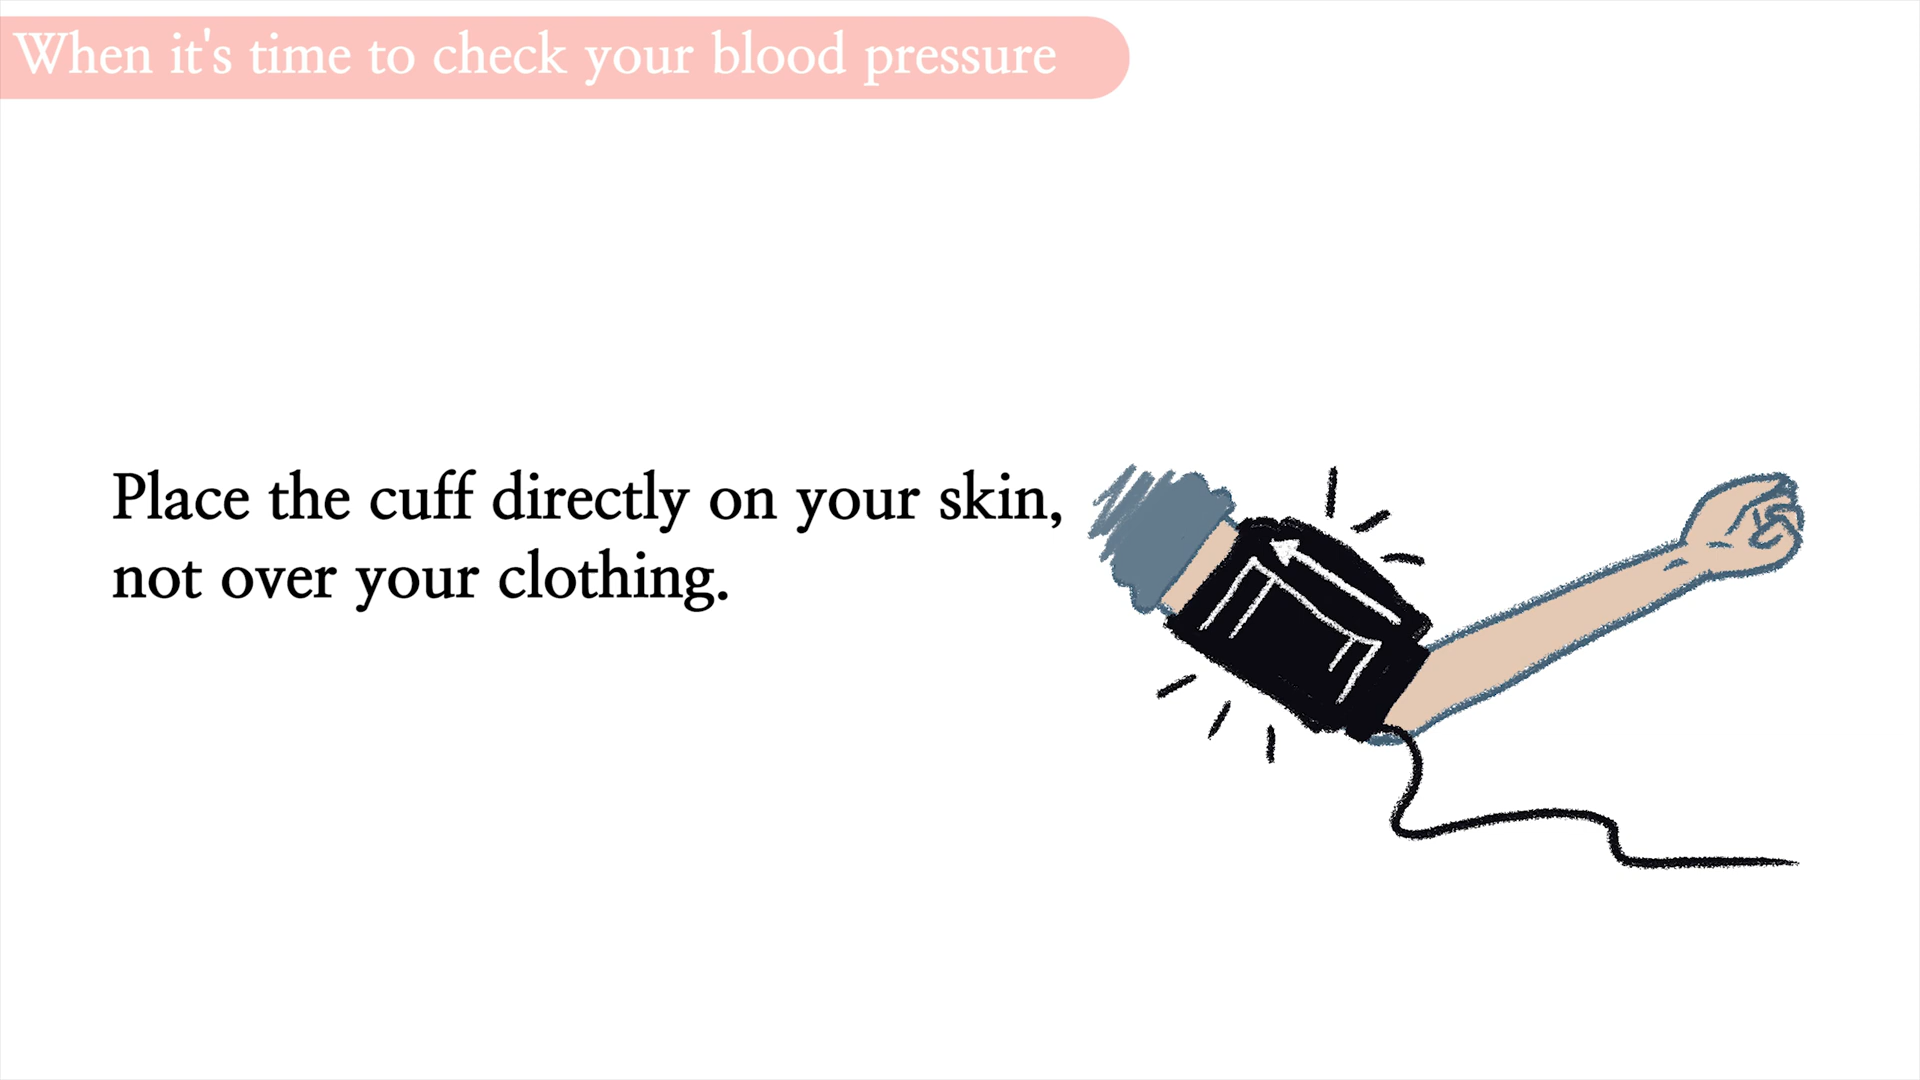 When it's time to check your blood pressure
Place the cuff directly on your skin,
not over your clothing.